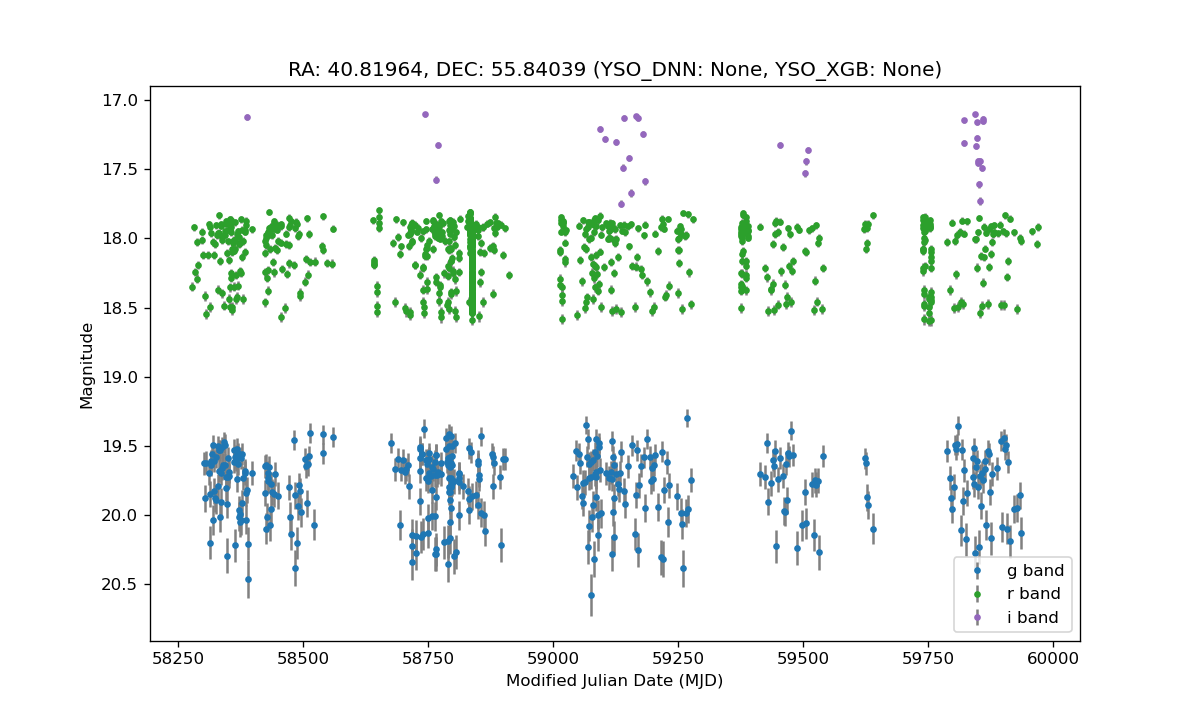 RA: 40.81964, DEC: 55.84039 (YSO_DNN: None, YSO_XGB: None)
17.0
17.5
18.0
18.5
19.0
19.5
20.0
20.5
Magnitude
g band
r band
i band
58250 58500 58750 59000 59250 59500 59750 60000
Modified Julian Date (MJD)